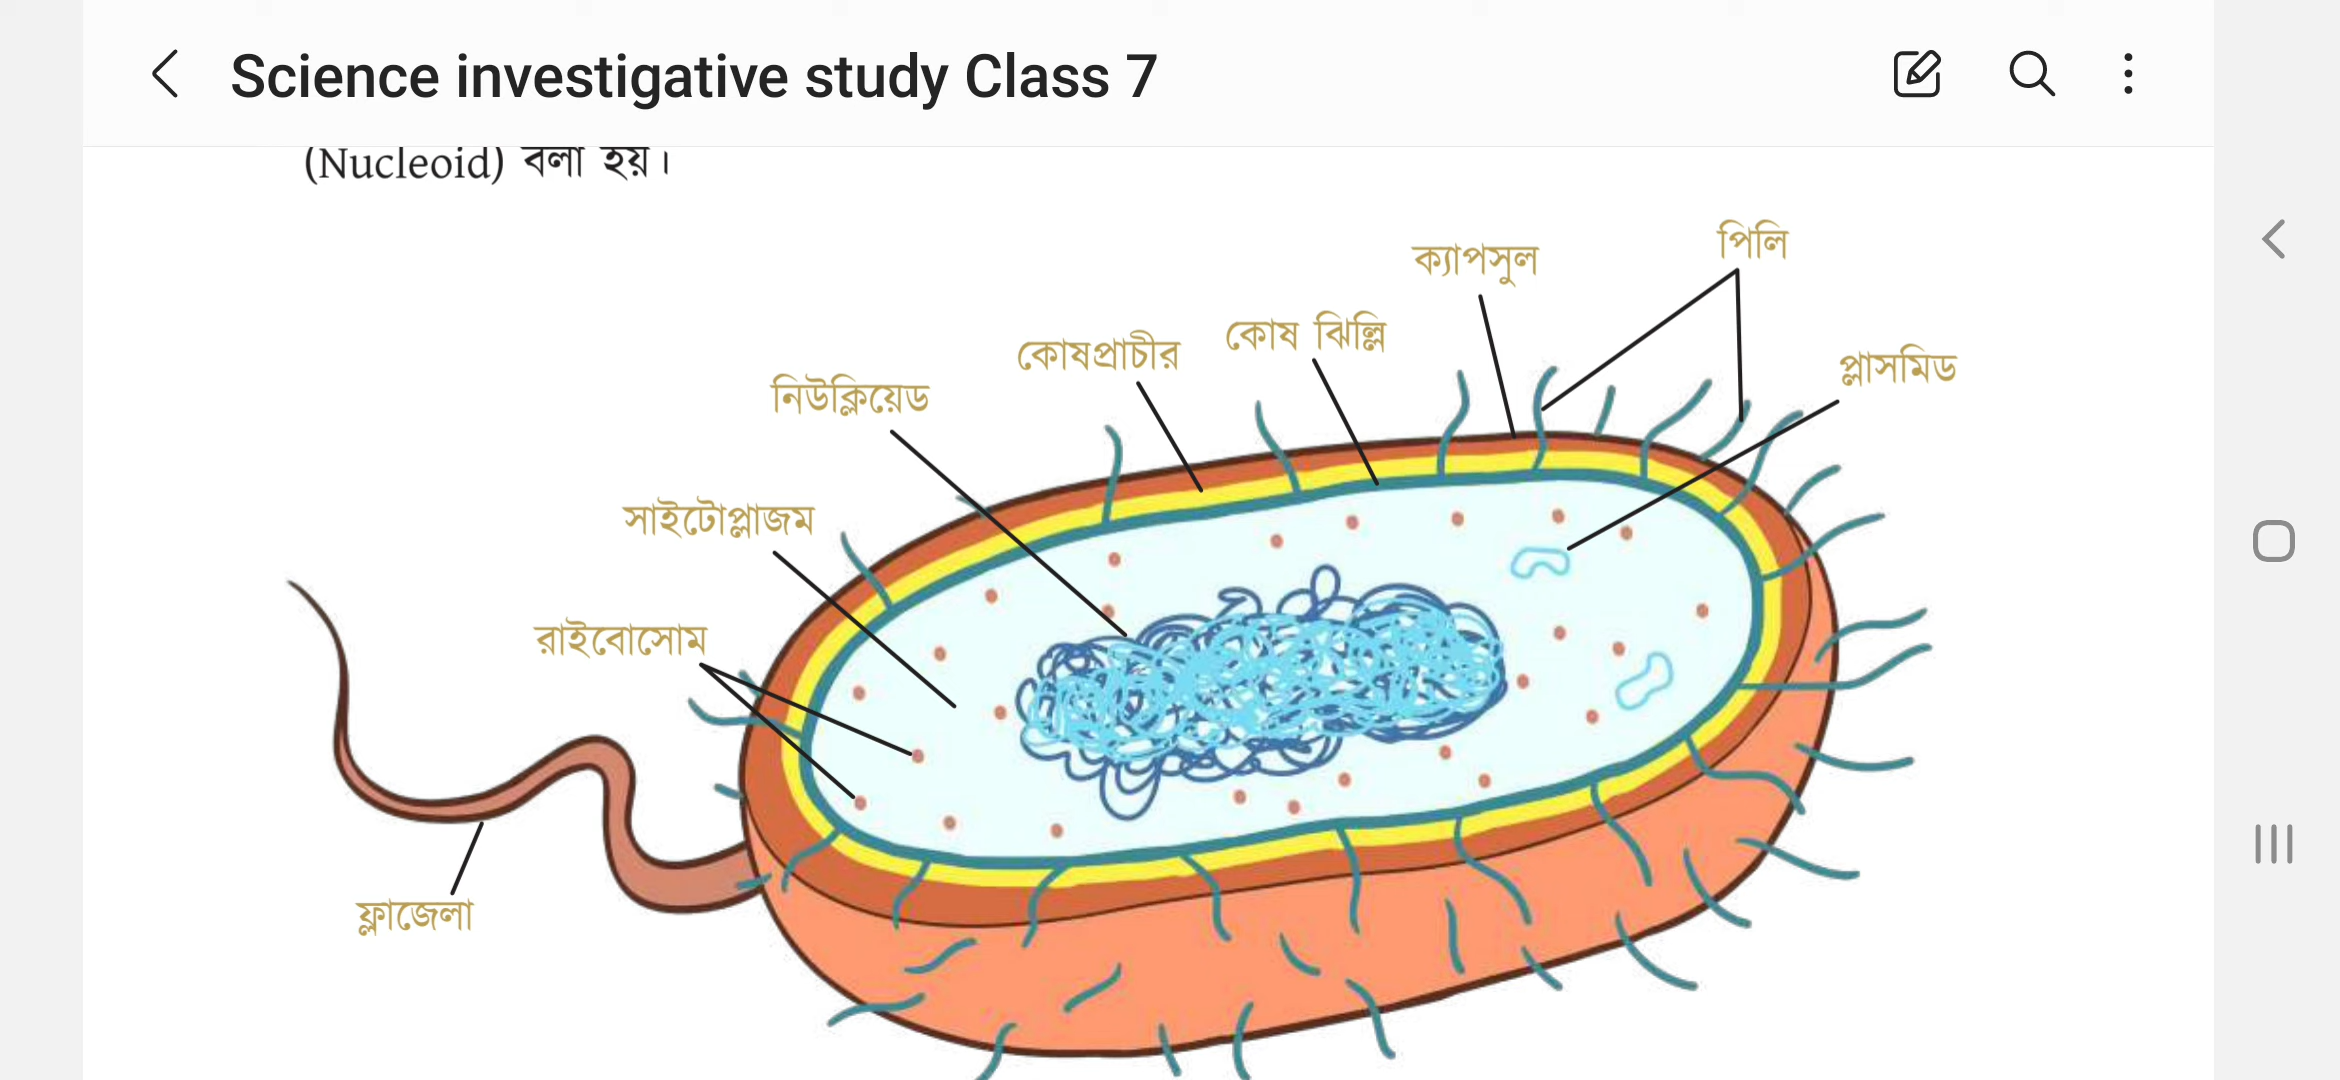 Science investigative study Class 7
(Nucleoid) বলা হয়।
পিলি
ক্যাপসুল
কোষ ঝিল্লি
কোষপ্রাচীর
প্লাসমিড
নিউক্লিয়েড
সাইটোপ্লাজম
রাইবোসোম
ফ্লাজেলা